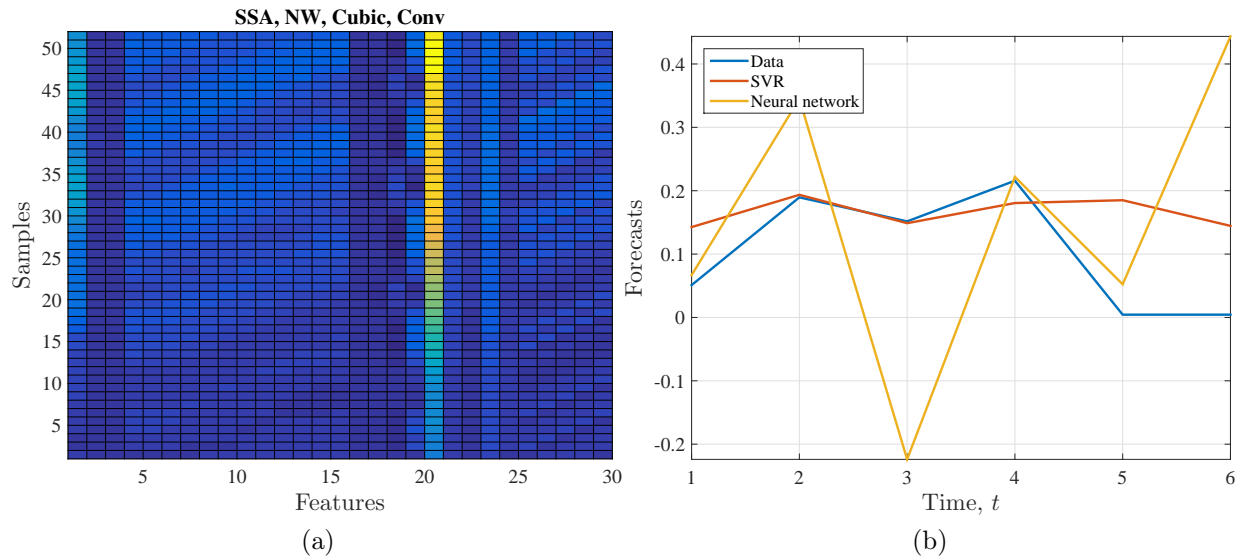 SSA, NW, Cubic, Conv
50
45
40
35
30
25
20
15
10
5
Samples
5 10 15 20 25 30
Features
(a)
Data
SVR
Neural network
0.4
0.3
0.2
0.1
0
-0.1
-0.2
Forecasts
1 2 3 4 5 6
Time, t
(b)